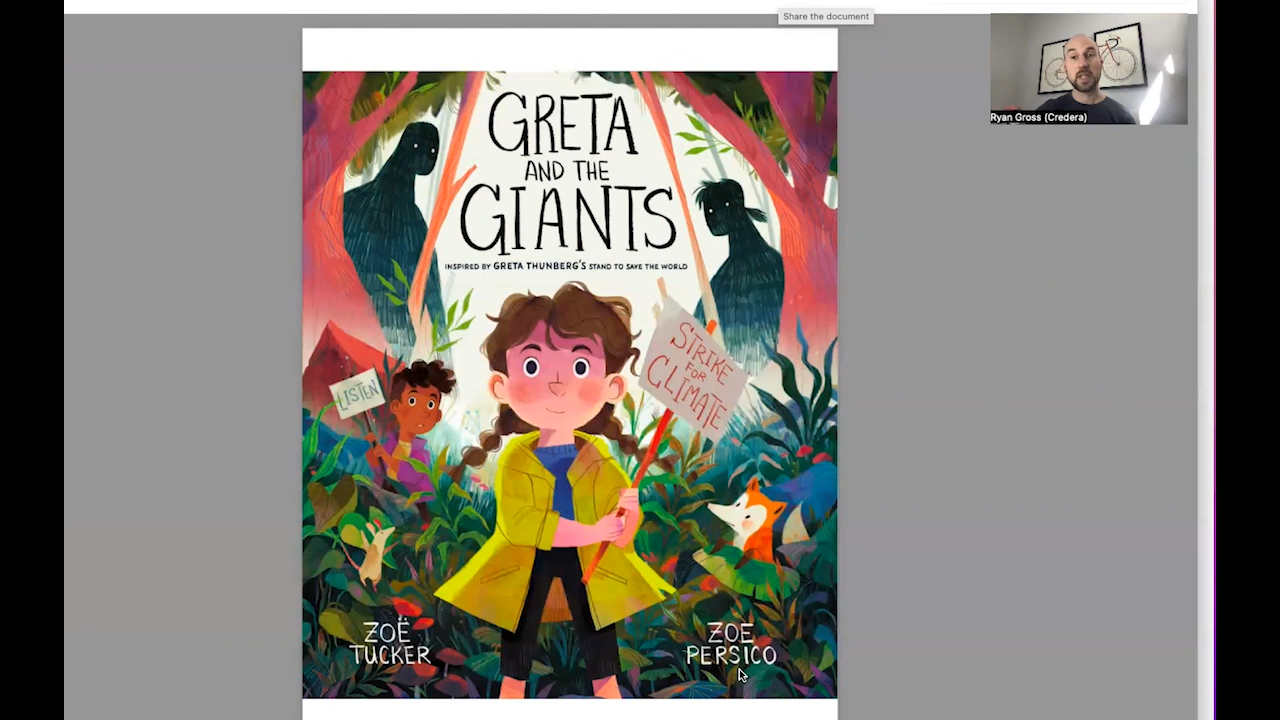 Share the document
Ryan Gross (Credera)
GRETA
AND THE
GIANTS
INSPIRED BY GRETA THUNBERG'S STAND TO SAVE THE WORLD
STRIKE
FOR
CLIMATE
LISTEN
ZOË
TUCKER
ZOE
PERSICO